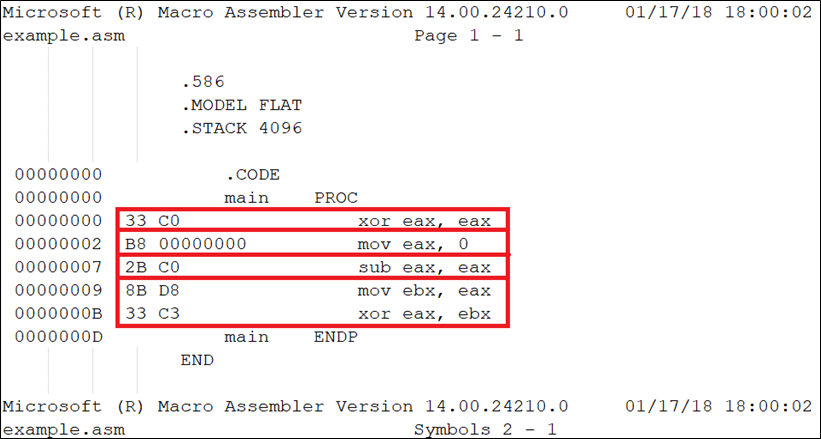 Microsoft (R) Macro Assembler Version 14.00.24210.0 01/17/18 18:00:02
example.asm Page 1 - 1
.586
.MODEL FLAT
.STACK 4096
00000000 .CODE
00000000 main PROC
00000000 33 C0 xor eax, eax
00000002 B8 00000000 mov eax, 0
00000007 2B C0 sub eax, eax
00000009 8B D8 mov ebx, eax
0000000B 33 C3 xor eax, ebx
0000000D main ENDP
END
Microsoft (R) Macro Assembler Version 14.00.24210.0 01/17/18 18:00:02
example.asm Symbols 2 - 1